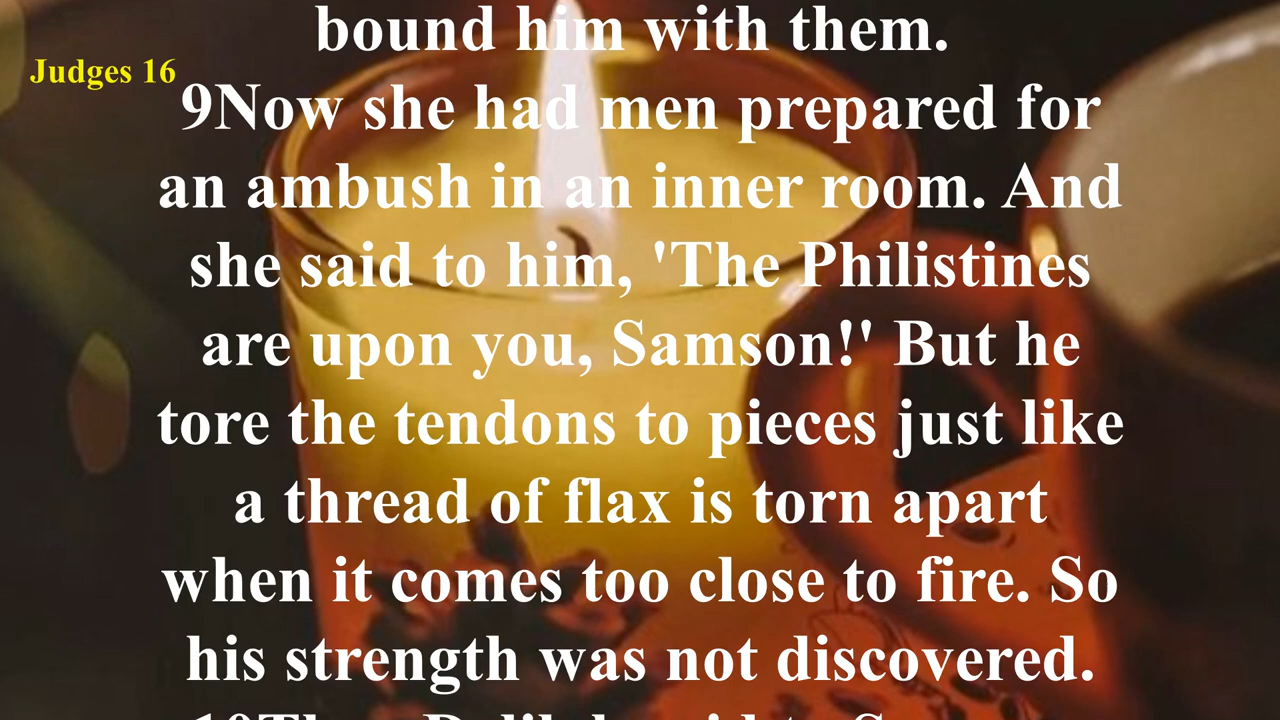 bound him with them.
Judges 16
9Now she had men prepared for
an ambush in an inner room. And
she said to him, 'The Philistines
are upon you, Samson!' But he
tore the tendons to pieces just like
a thread of flax is torn apart
when it comes too close to fire. So
his strength was not discovered.